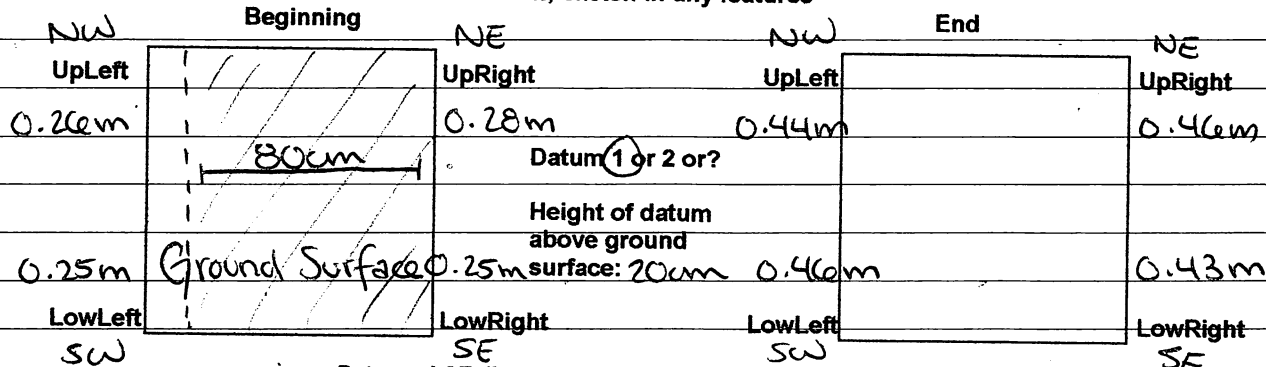 Beginning
End
NW NE NW NE
UpLeft UpRight UpLeft UpRight
0.26m 0.28m 0.44m 0.46m
80cm Datum 1 or 2 or?
Height of datum
above ground
0.25m Ground Surface 0.25m surface: 20cm 0.46m 0.43m
LowLeft LowRight LowLeft LowRight
SW SE SW SE